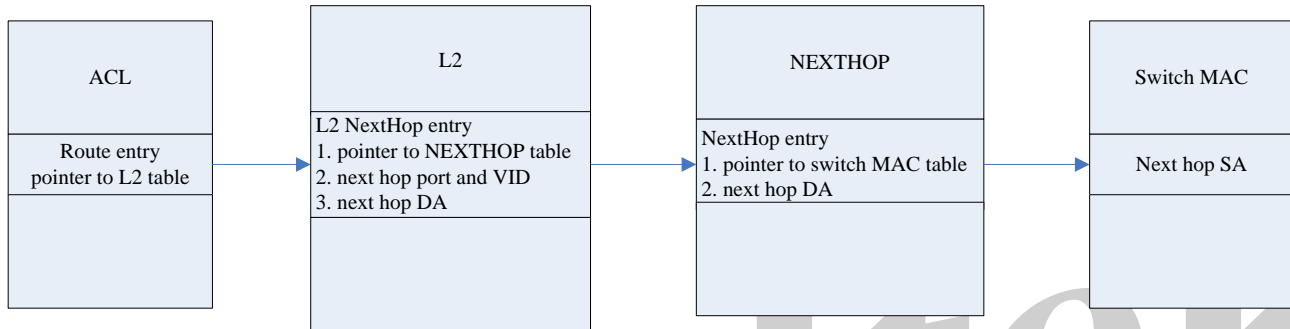 ACL
Route entry
pointer to L2 table
L2
L2 NextHop entry
1. pointer to NEXTHOP table
2. next hop port and VID
3. next hop DA
NEXTHOP
NextHop entry
1. pointer to switch MAC table
2. next hop DA
Switch MAC
Next hop SA